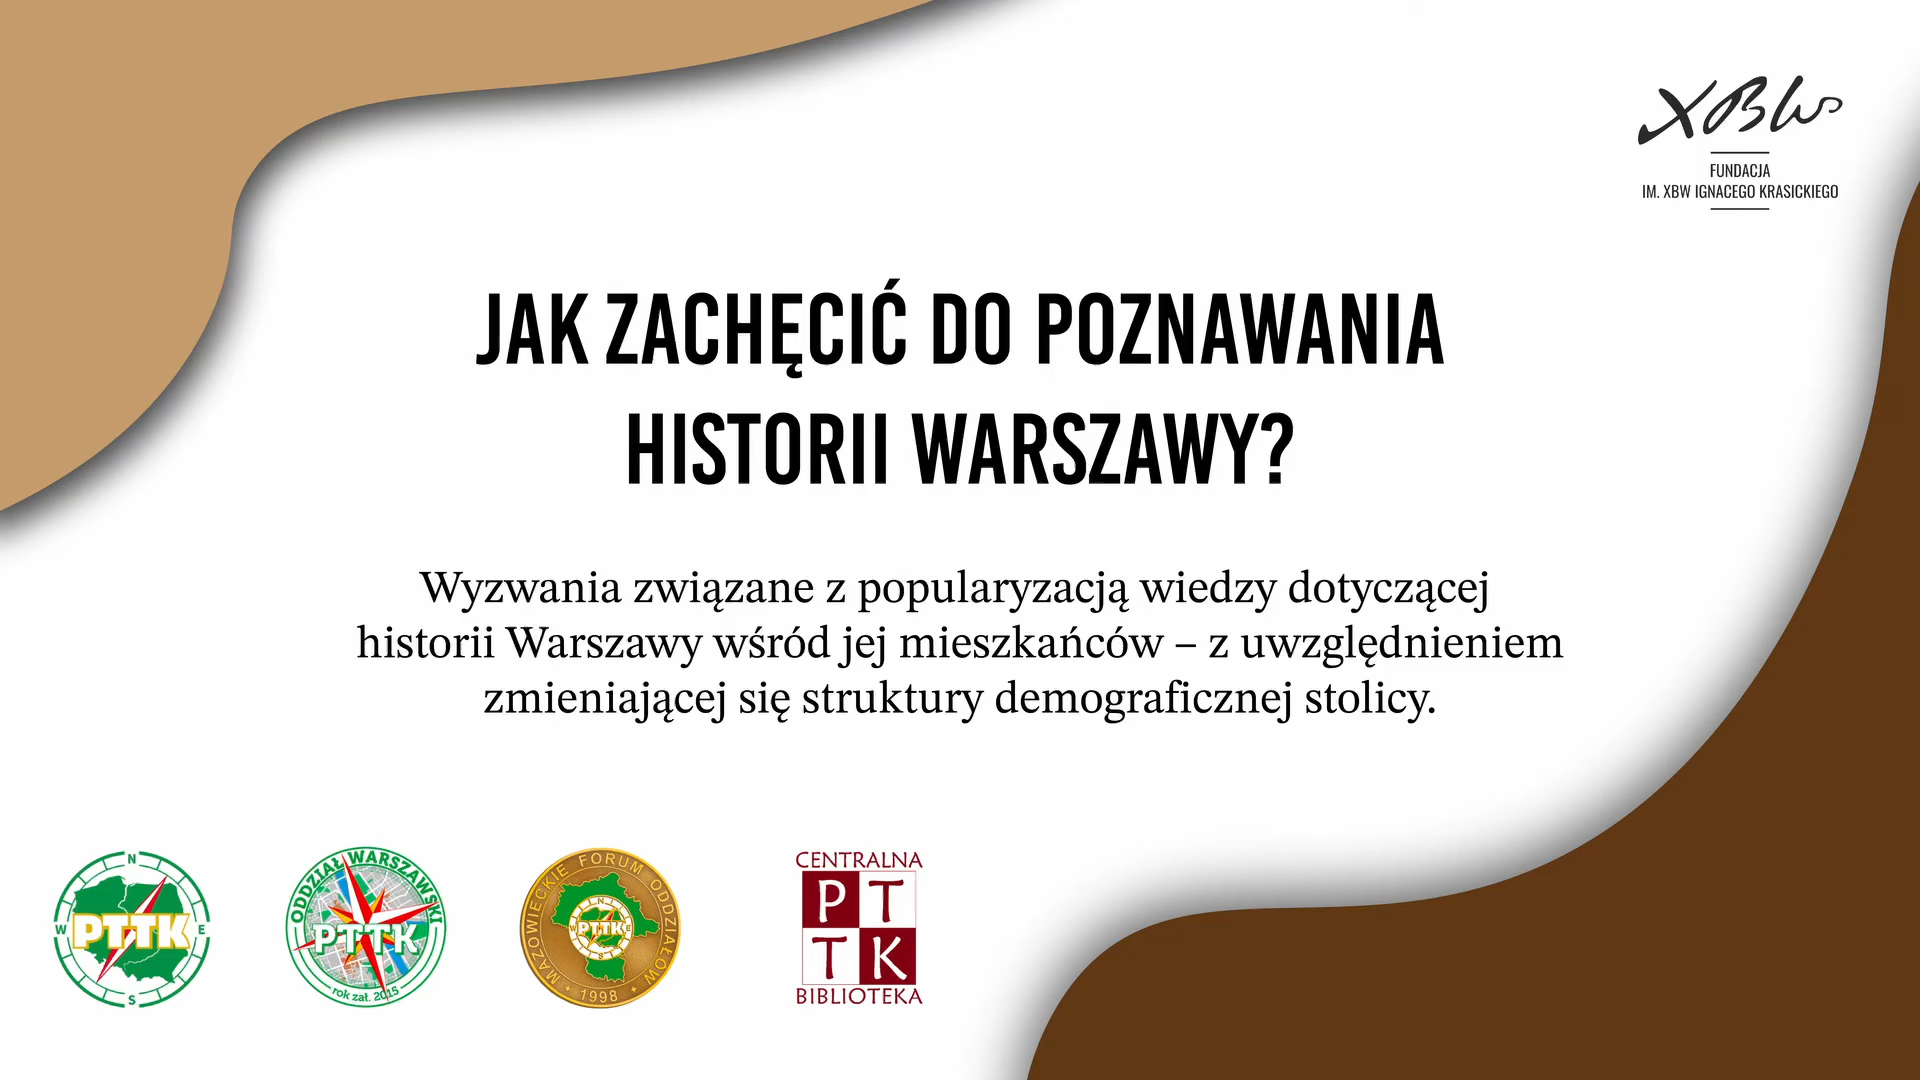 XBW
FUNDACJA
IM. XBW IGNACEGO KRASICKIEGO
JAK ZACHĘCIĆ DO POZNAWANIA
HISTORII WARSZAWY?
Wyzwania związane z popularyzacją wiedzy dotyczącej
historii Warszawy wśród jej mieszkańców – z uwzględnieniem
zmieniającej się struktury demograficznej stolicy.
N
W PTTK E
S
ODDZIAŁ WARSZAWSKI
PTTK
rok zał. 2015
MAZOWIECKIE FORUM ODDZIAŁÓW
PTTK
1998
CENTRALNA
PT
TK
BIBLIOTEKA